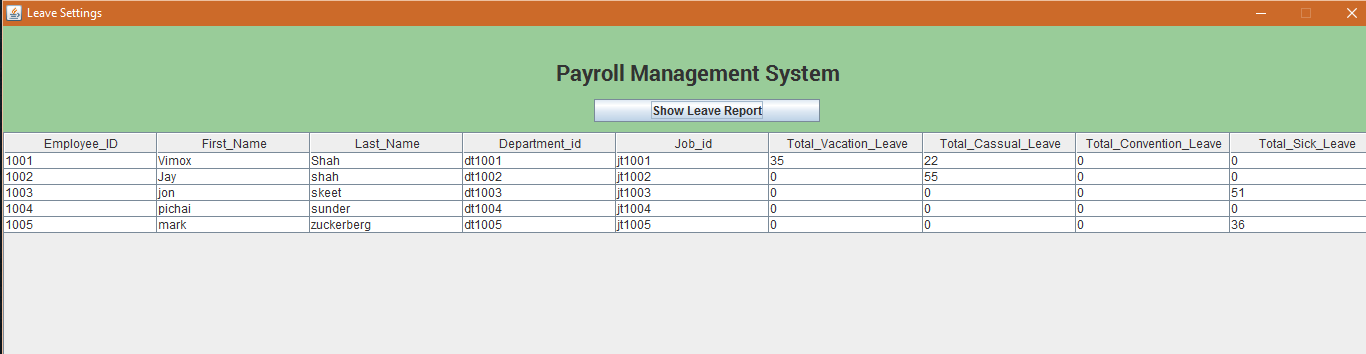 Leave Settings
Payroll Management System
Show Leave Report
Employee_ID First_Name Last_Name Department_id Job_id Total_Vacation_Leave Total_Cassual_Leave Total_Convention_Leave Total_Sick_Leave
1001 Vimox Shah dt1001 jt1001 35 22 0 0
1002 Jay shah dt1002 jt1002 0 55 0 0
1003 jon skeet dt1003 jt1003 0 0 0 51
1004 pichai sunder dt1004 jt1004 0 0 0 0
1005 mark zuckerberg dt1005 jt1005 0 0 0 36